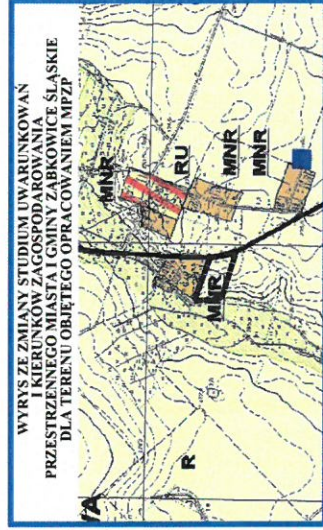 WYRYS ZE ZMIANY STUDIUM UWARUNKOWAŃ
I KIERUNKÓW ZAGOSPODAROWANIA
PRZESTRZENNEGO MIASTA I GMINY ZĄBKOWICE ŚLĄSKIE
DLA TERENU OBJĘTEGO OPRACOWANIEM MPZP
MNR
RU
MNR
MNR
MNR
R